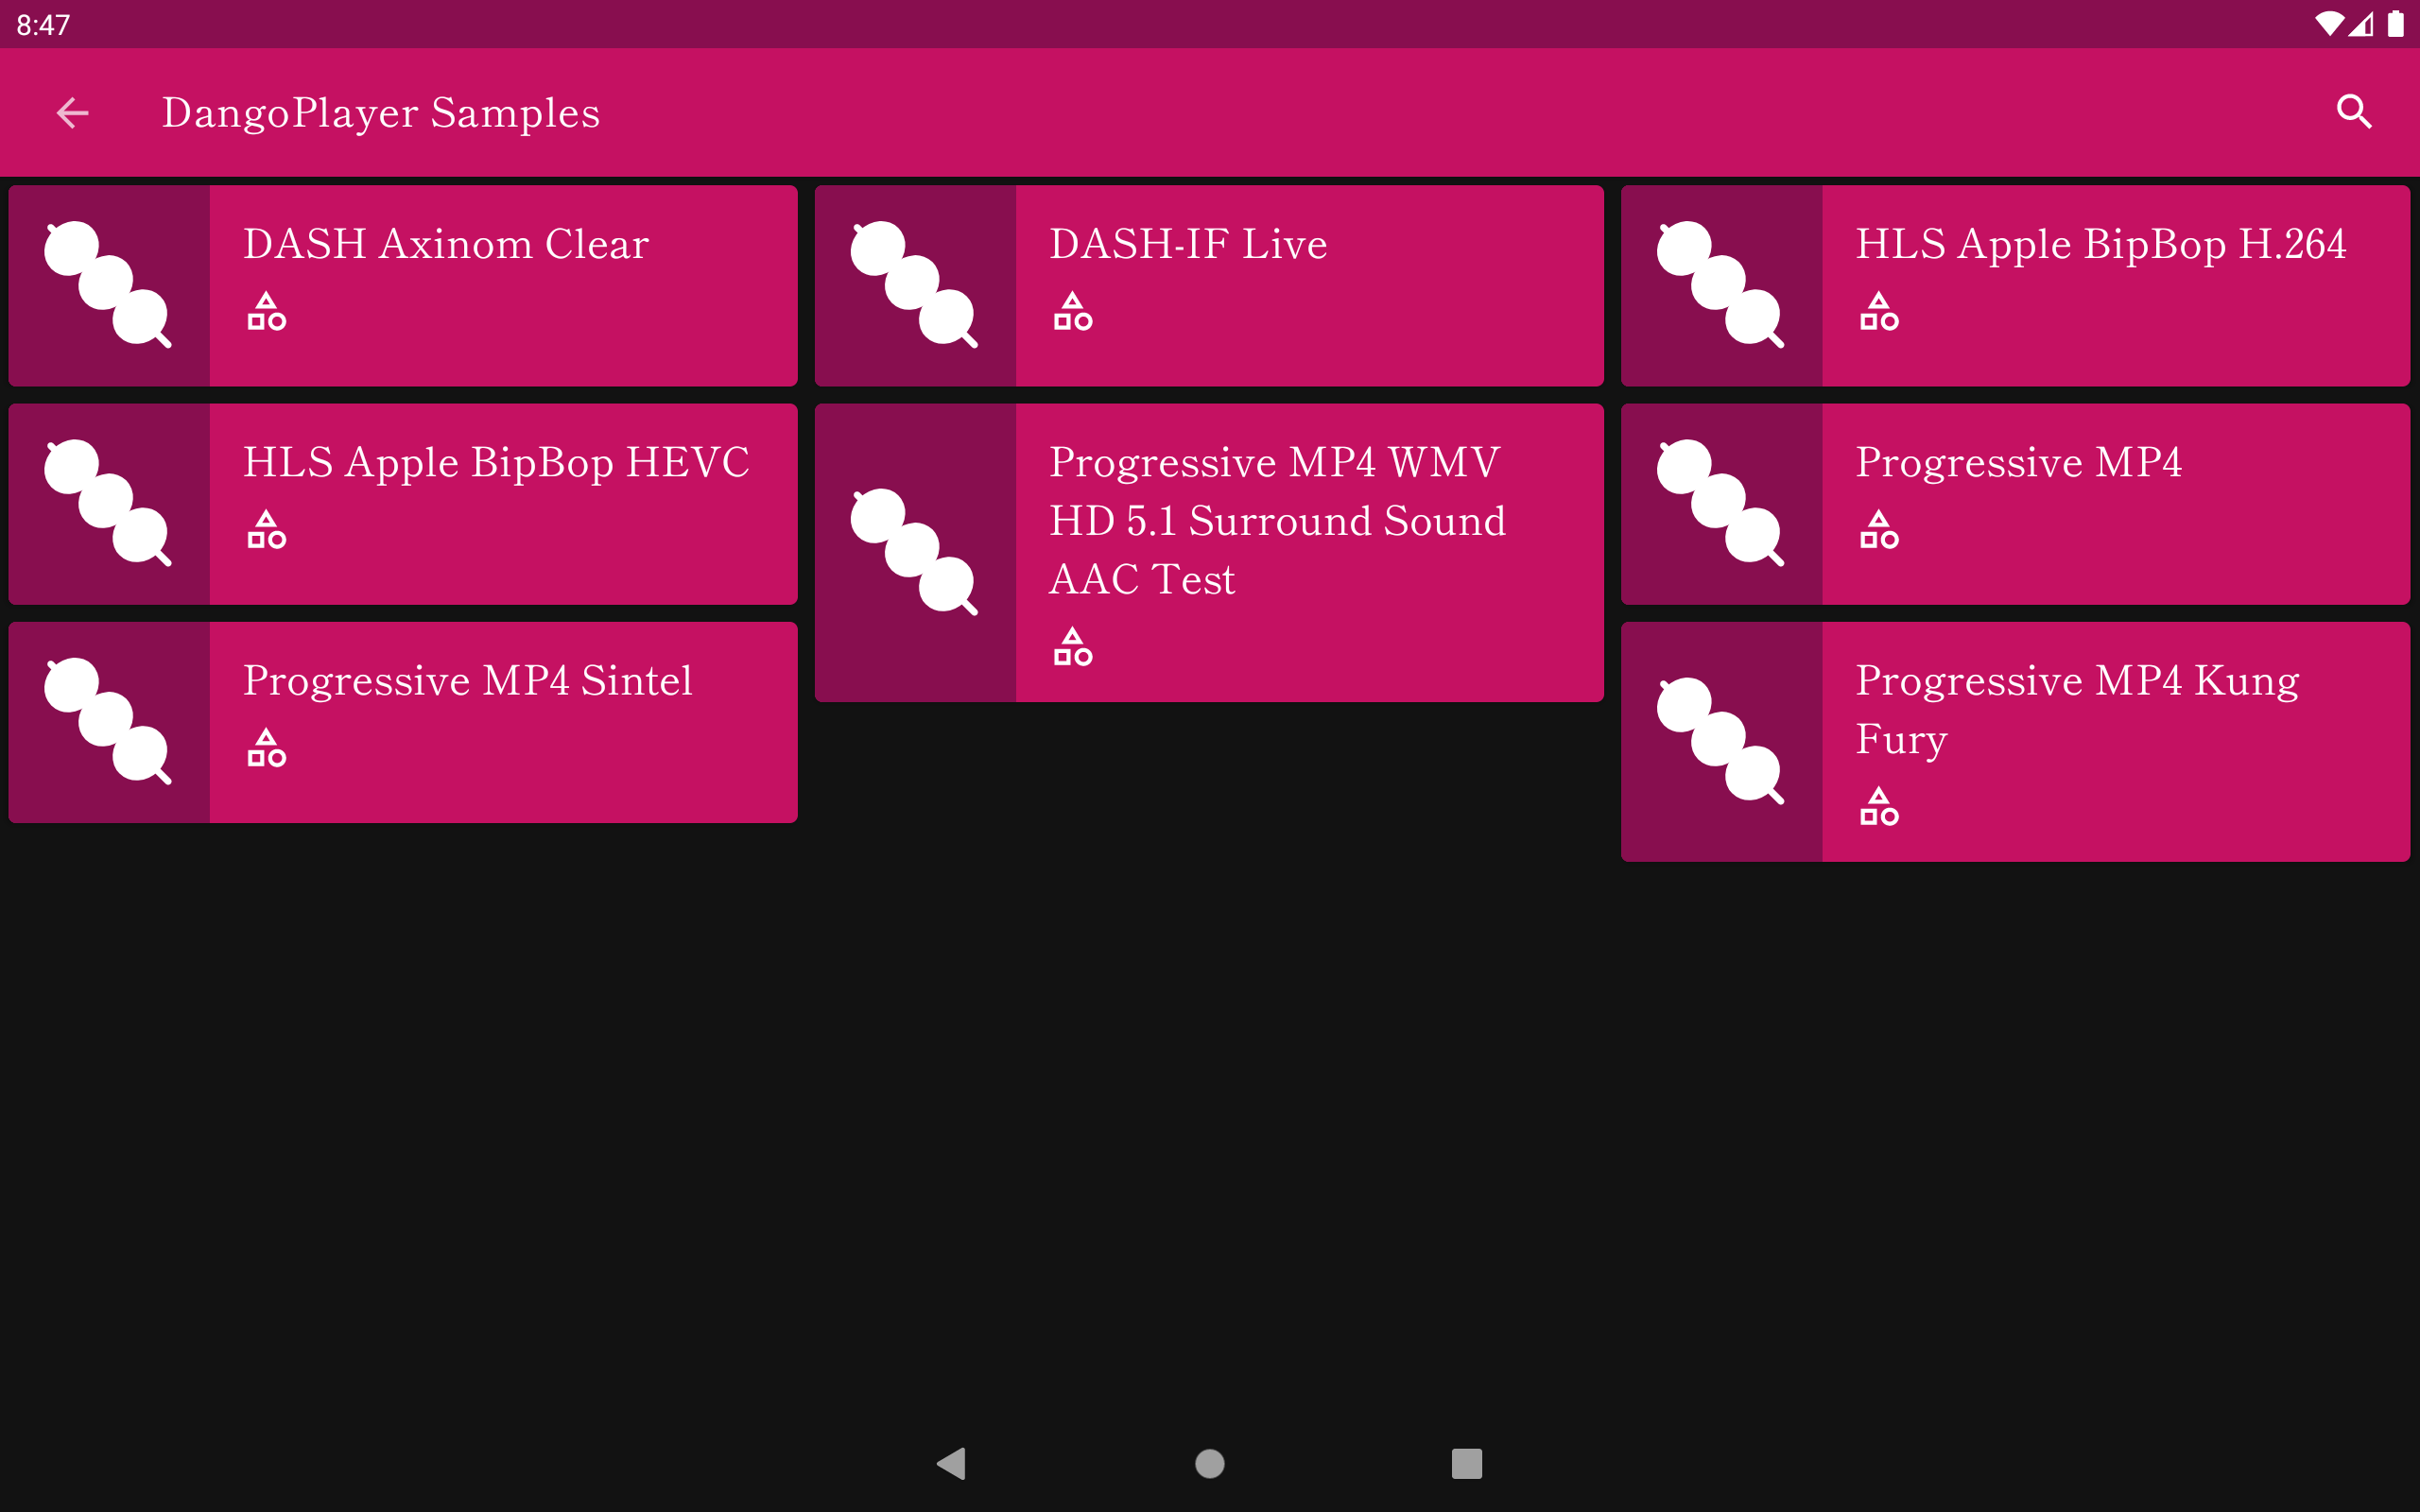 8:47
DangoPlayer Samples
DASH Axinom Clear
DASH-IF Live
HLS Apple BipBop H.264
HLS Apple BipBop HEVC
Progressive MP4 WMV
HD 5.1 Surround Sound
AAC Test
Progressive MP4
Progressive MP4 Sintel
Progressive MP4 Kung
Fury